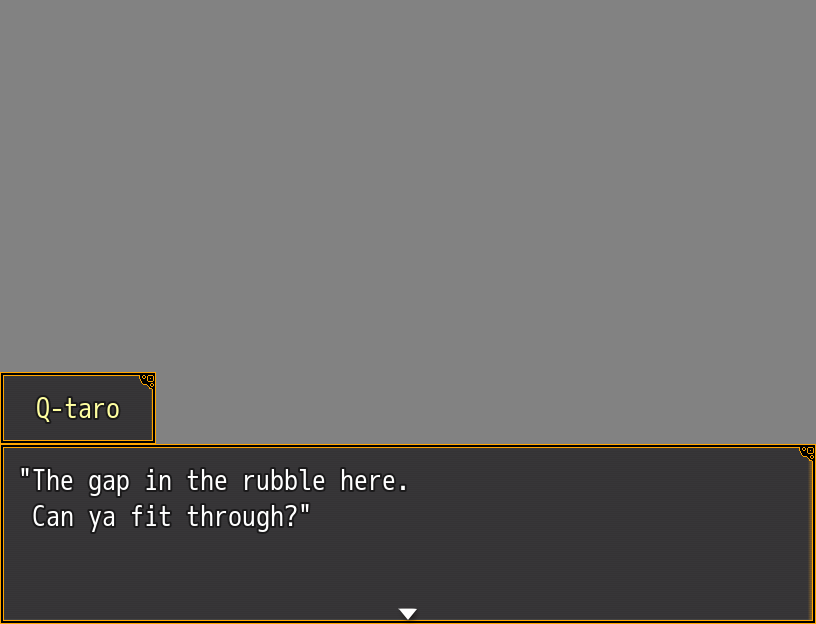 Q-taro
"The gap in the rubble here.
Can ya fit through?"